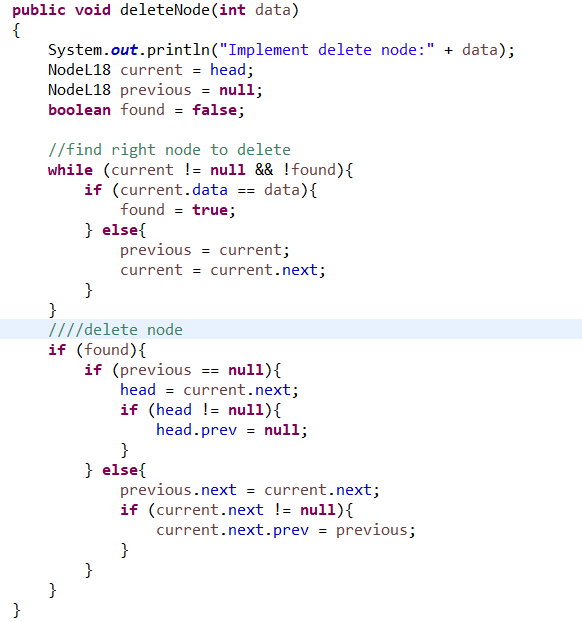 public void deleteNode(int data)
{
System.out.println("Implement delete node:" + data);
NodeL18 current = head;
NodeL18 previous = null;
boolean found = false;
//find right node to delete
while (current != null && !found){
if (current.data == data){
found = true;
} else{
previous = current;
current = current.next;
}
}
////delete node
if (found){
if (previous == null){
head = current.next;
if (head != null){
head.prev = null;
}
} else{
previous.next = current.next;
if (current.next != null){
current.next.prev = previous;
}
}
}
}